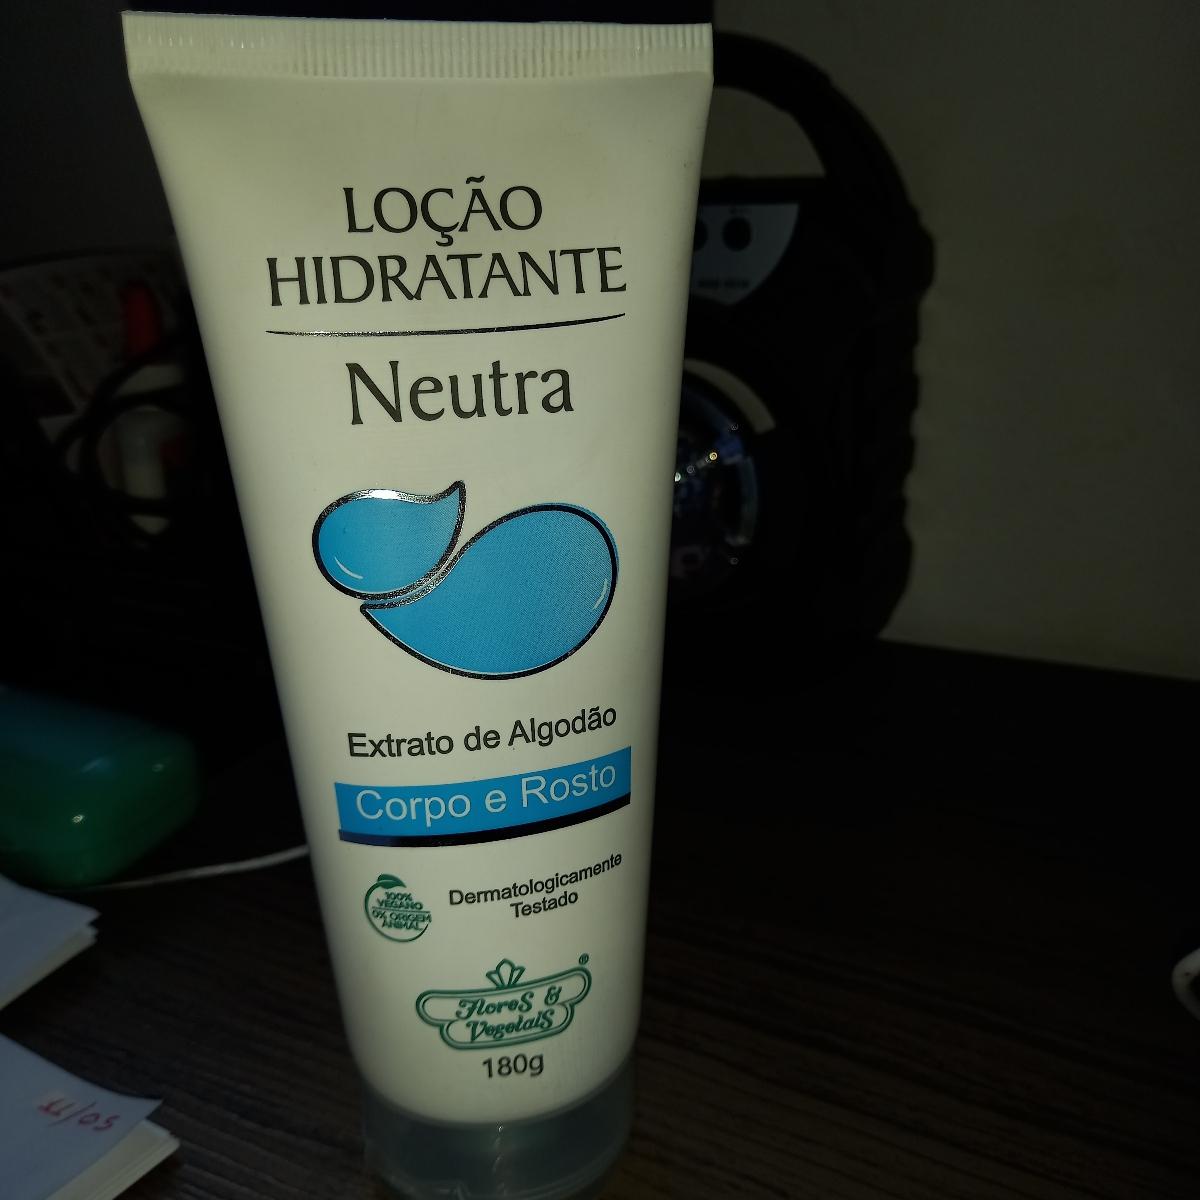 LOÇÃO
HIDRATANTE
Neutra
Extrato de Algodão
Corpo e Rosto
100%
VEGANO
0% ORIGEM
ANIMAL
Dermatologicamente
Testado
Flores &
Vegetais
®
180g